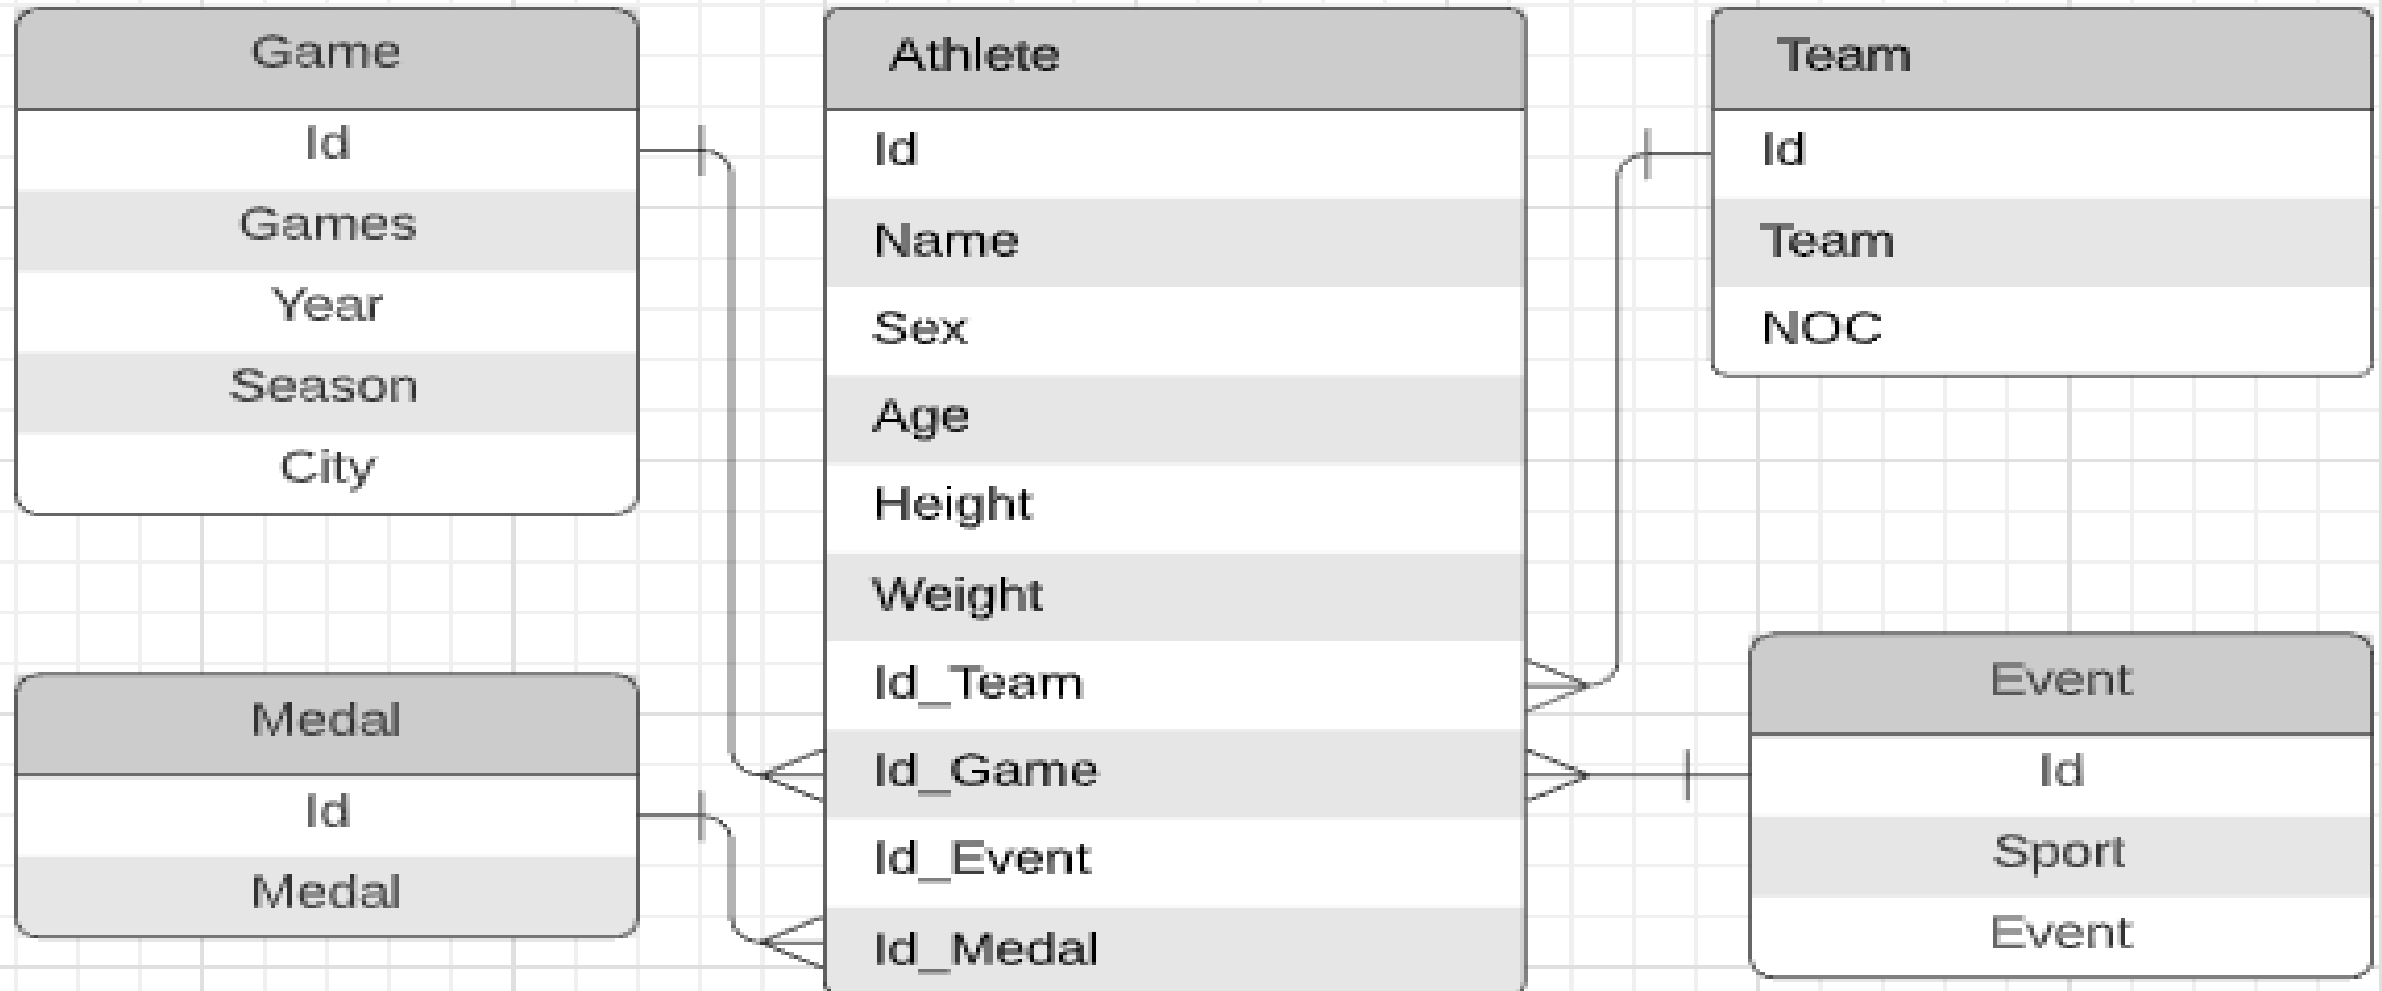 Game
Id
Games
Year
Season
City
Medal
Id
Medal
Athlete
Id
Name
Sex
Age
Height
Weight
Id_Team
Id_Game
Id_Event
Id_Medal
Team
Id
Team
NOC
Event
Id
Sport
Event